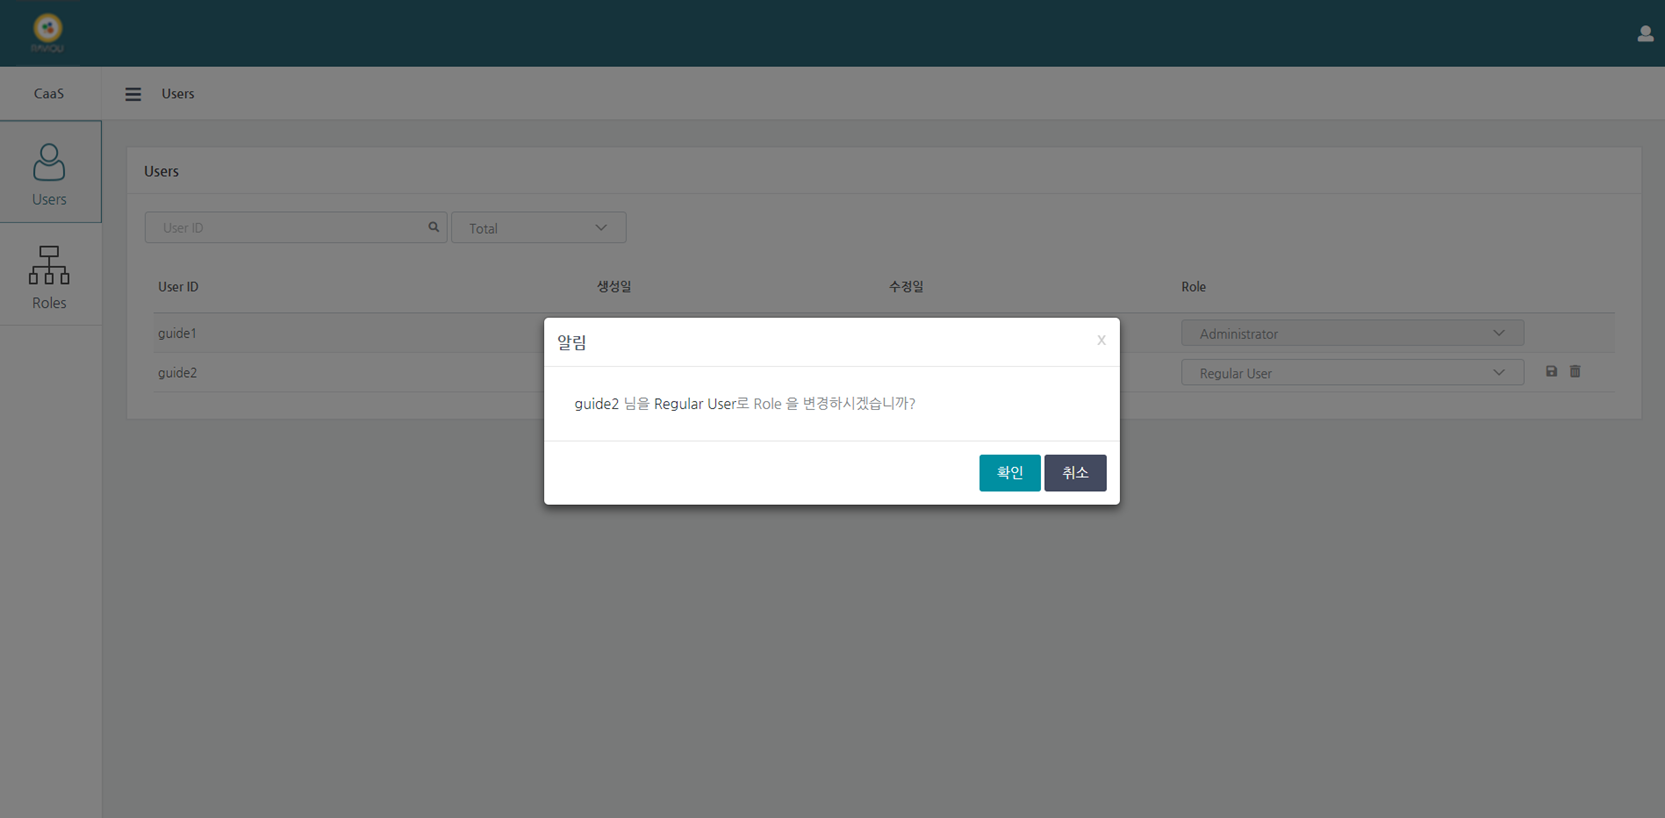 CaaS
Users
Users
Roles
Users
User ID
Total
User ID 생성일 수정일 Role
guide1 Administrator
guide2 Regular User
알림 X
guide2 님을 Regular User로 Role 을 변경하시겠습니까?
확인 취소